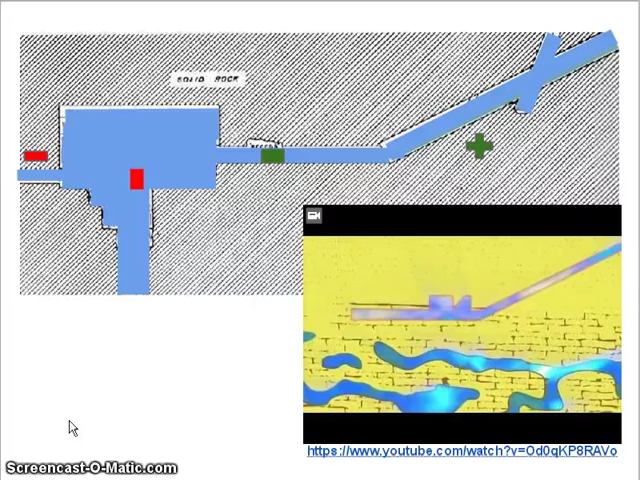 SOLID ROCK
https://www.youtube.com/watch?v=Od0qKP8RAVo
Screencast-O-Matic.com